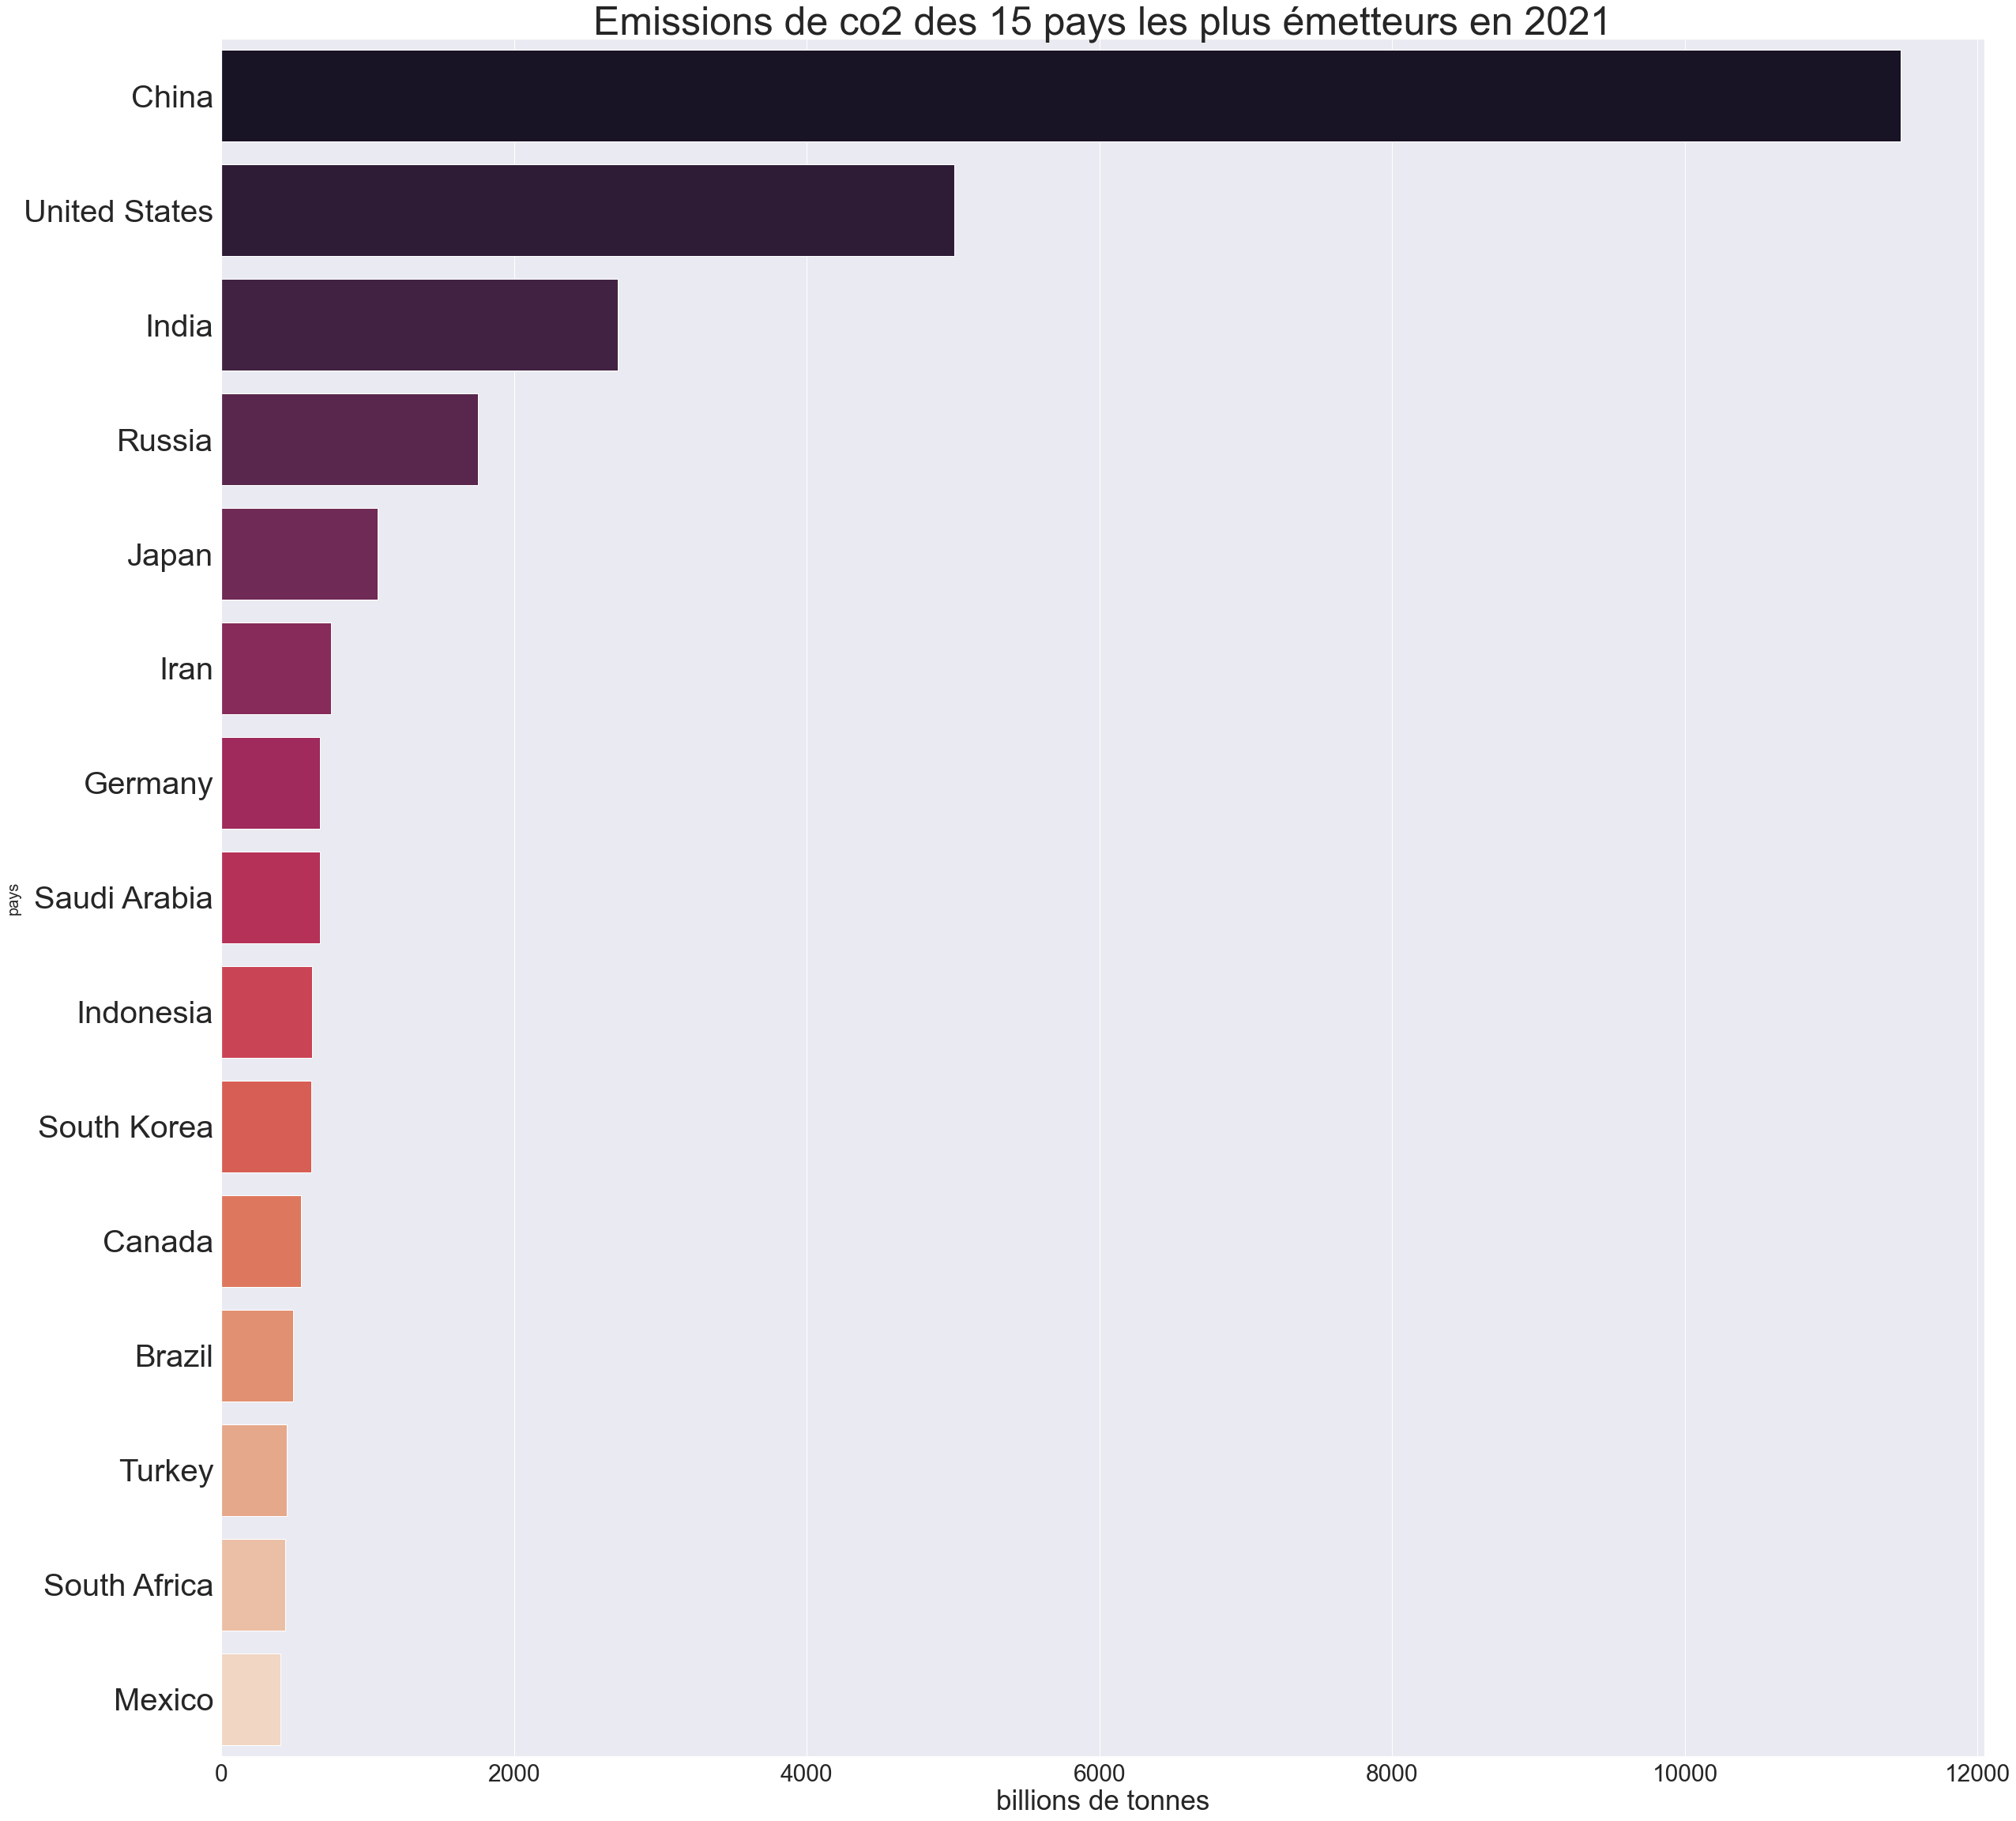 Emissions de co2 des 15 pays les plus émetteurs en 2021
China
United States
India
Russia
Japan
Iran
Germany
Saudi Arabia
Indonesia
South Korea
Canada
Brazil
Turkey
South Africa
Mexico
pays
0 2000 4000 6000 8000 10000 12000
billions de tonnes